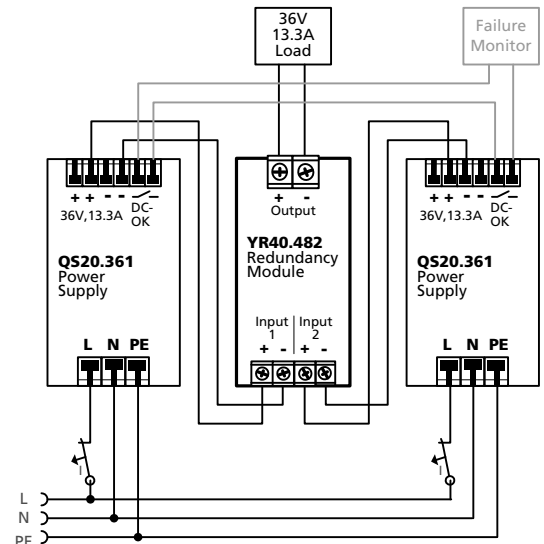 36V
13.3A
Load
Failure
Monitor
+ + - -
36V,13.3A
DC-
OK
QS20.361
Power
Supply
L N PE
+ -
Output
YR40.482
Redundancy
Module
Input
1
Input
2
+ - + -
+ + - -
36V,13.3A
DC-
OK
QS20.361
Power
Supply
L N PE
I
I
L
N
PE